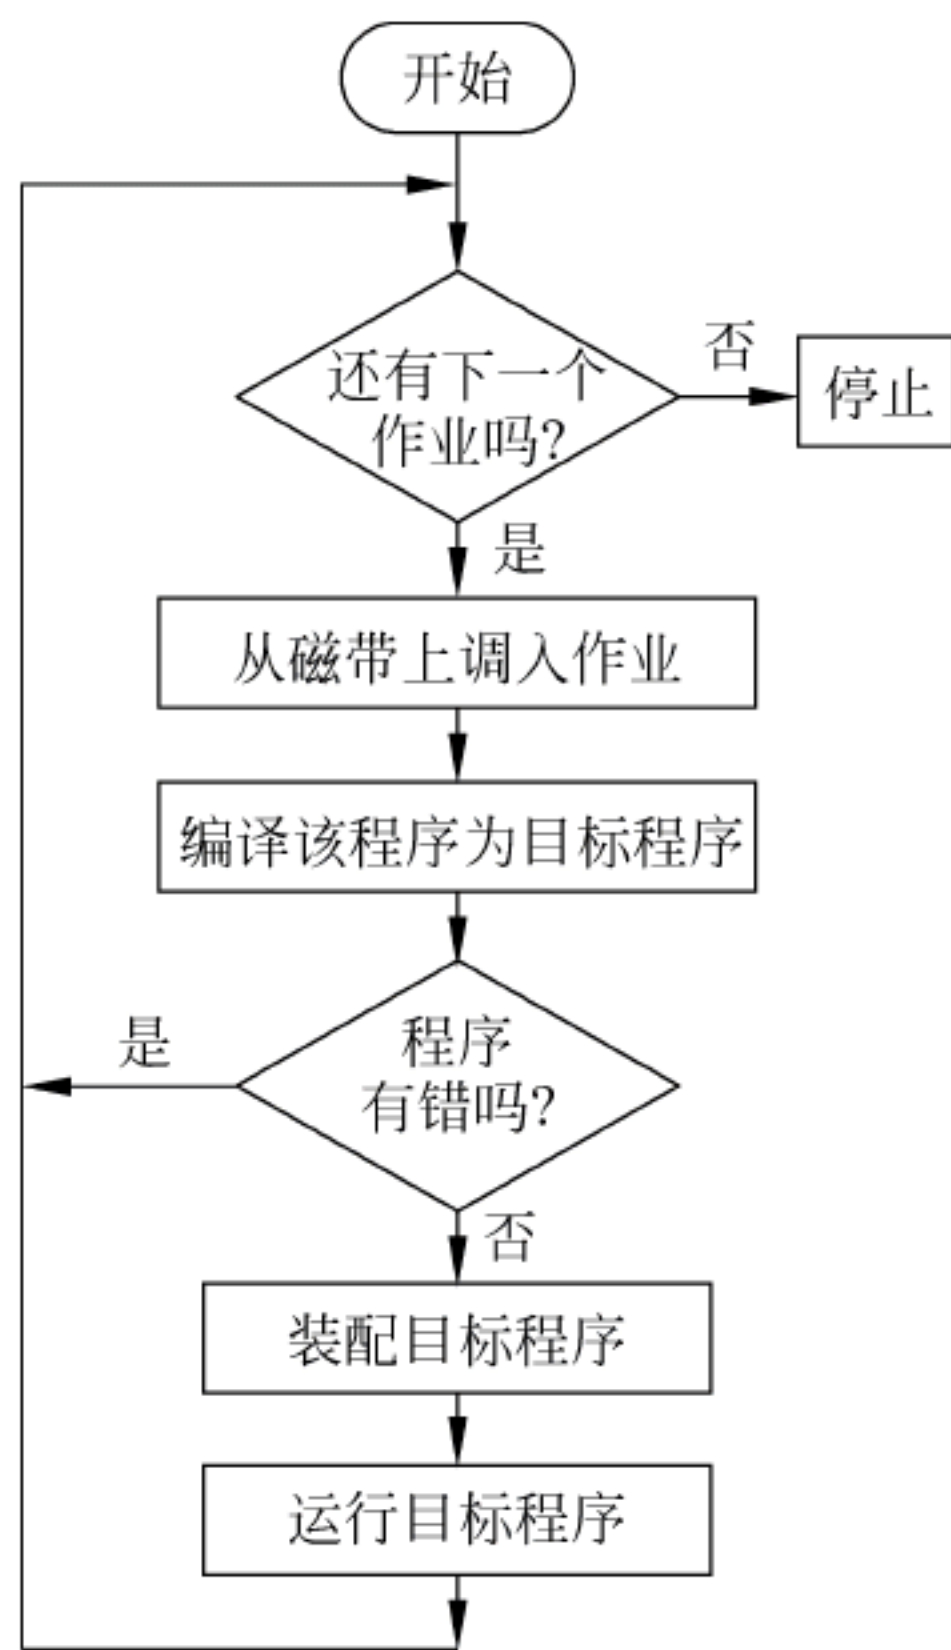 开始
还有下一个
作业吗?
否
停止
是
从磁带上调入作业
编译该程序为目标程序
程序
有错吗?
是
否
装配目标程序
运行目标程序